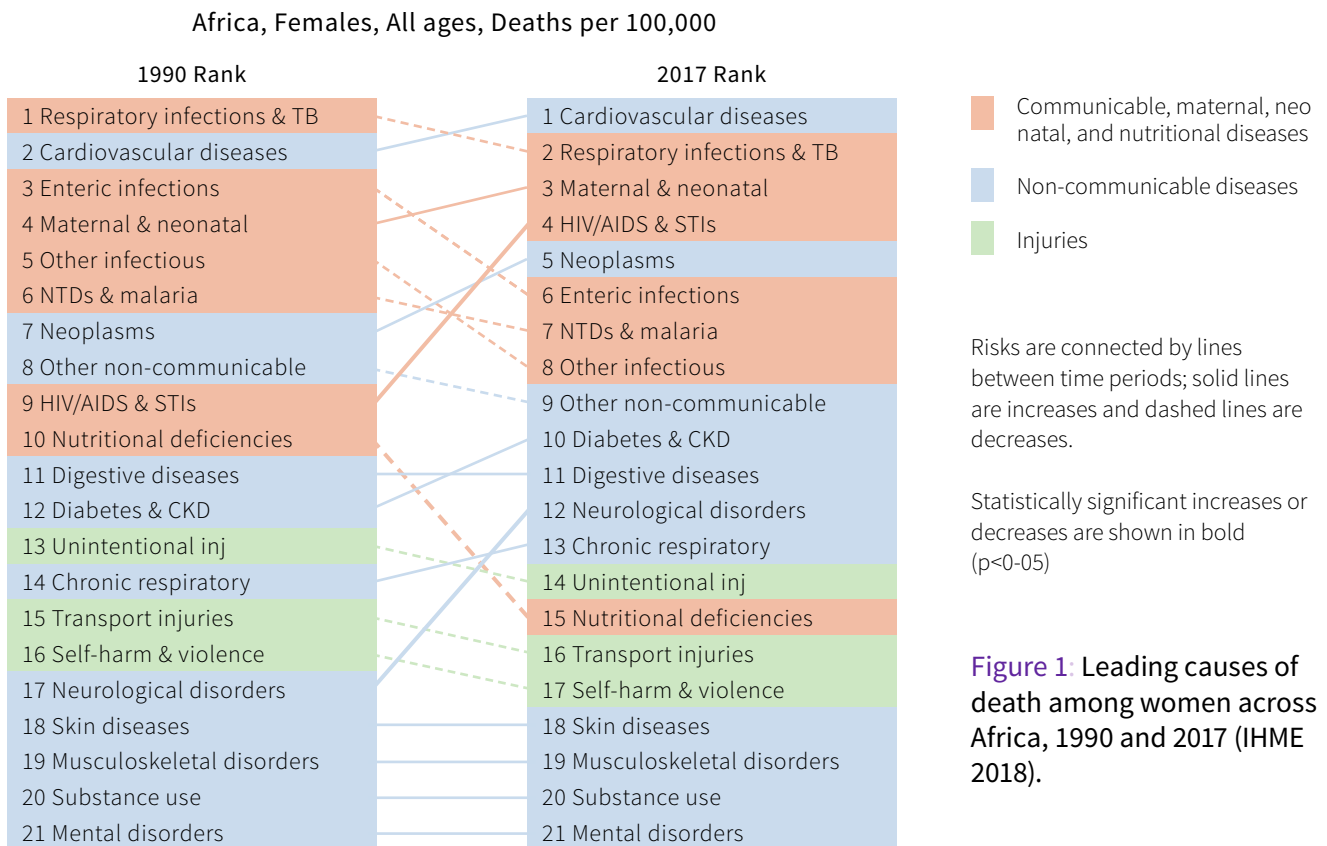 Africa, Females, All ages, Deaths per 100,000
1990 Rank
1 Respiratory infections & TB
2 Cardiovascular diseases
3 Enteric infections
4 Maternal & neonatal
5 Other infectious
6 NTDs & malaria
7 Neoplasms
8 Other non-communicable
9 HIV/AIDS & STIs
10 Nutritional deficiencies
11 Digestive diseases
12 Diabetes & CKD
13 Unintentional inj
14 Chronic respiratory
15 Transport injuries
16 Self-harm & violence
17 Neurological disorders
18 Skin diseases
19 Musculoskeletal disorders
20 Substance use
21 Mental disorders
2017 Rank
1 Cardiovascular diseases
2 Respiratory infections & TB
3 Maternal & neonatal
4 HIV/AIDS & STIs
5 Neoplasms
6 Enteric infections
7 NTDs & malaria
8 Other infectious
9 Other non-communicable
10 Diabetes & CKD
11 Digestive diseases
12 Neurological disorders
13 Chronic respiratory
14 Unintentional inj
15 Nutritional deficiencies
16 Transport injuries
17 Self-harm & violence
18 Skin diseases
19 Musculoskeletal disorders
20 Substance use
21 Mental disorders
Communicable, maternal, neo
natal, and nutritional diseases
Non-communicable diseases
Injuries
Risks are connected by lines
between time periods; solid lines
are increases and dashed lines are
decreases.
Statistically significant increases or
decreases are shown in bold
(p<0-05)
Figure 1: Leading causes of
death among women across
Africa, 1990 and 2017 (IHME
2018).